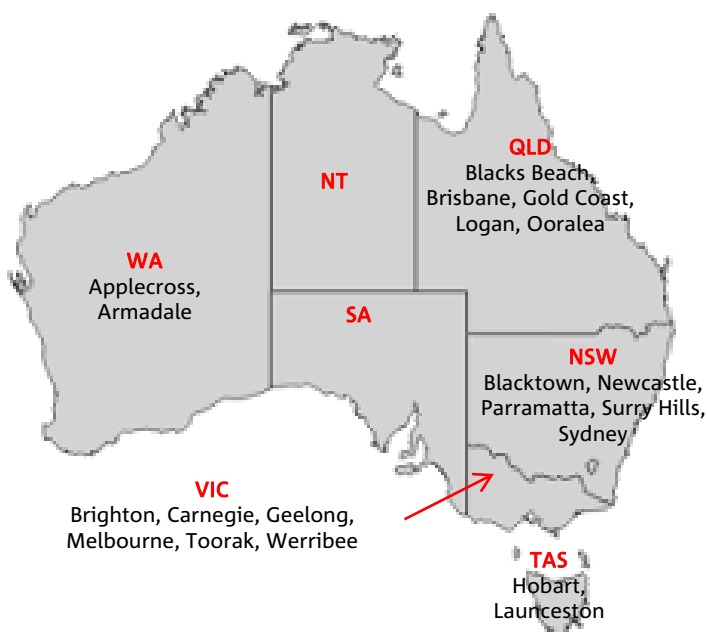 QLD
Blacks Beach,
Brisbane, Gold Coast,
Logan, Ooralea
NT
WA
Applecross,
Armadale
SA
NSW
Blacktown, Newcastle,
Parramatta, Surry Hills,
Sydney
VIC
Brighton, Carnegie, Geelong,
Melbourne, Toorak, Werribee
TAS
Hobart,
Launceston